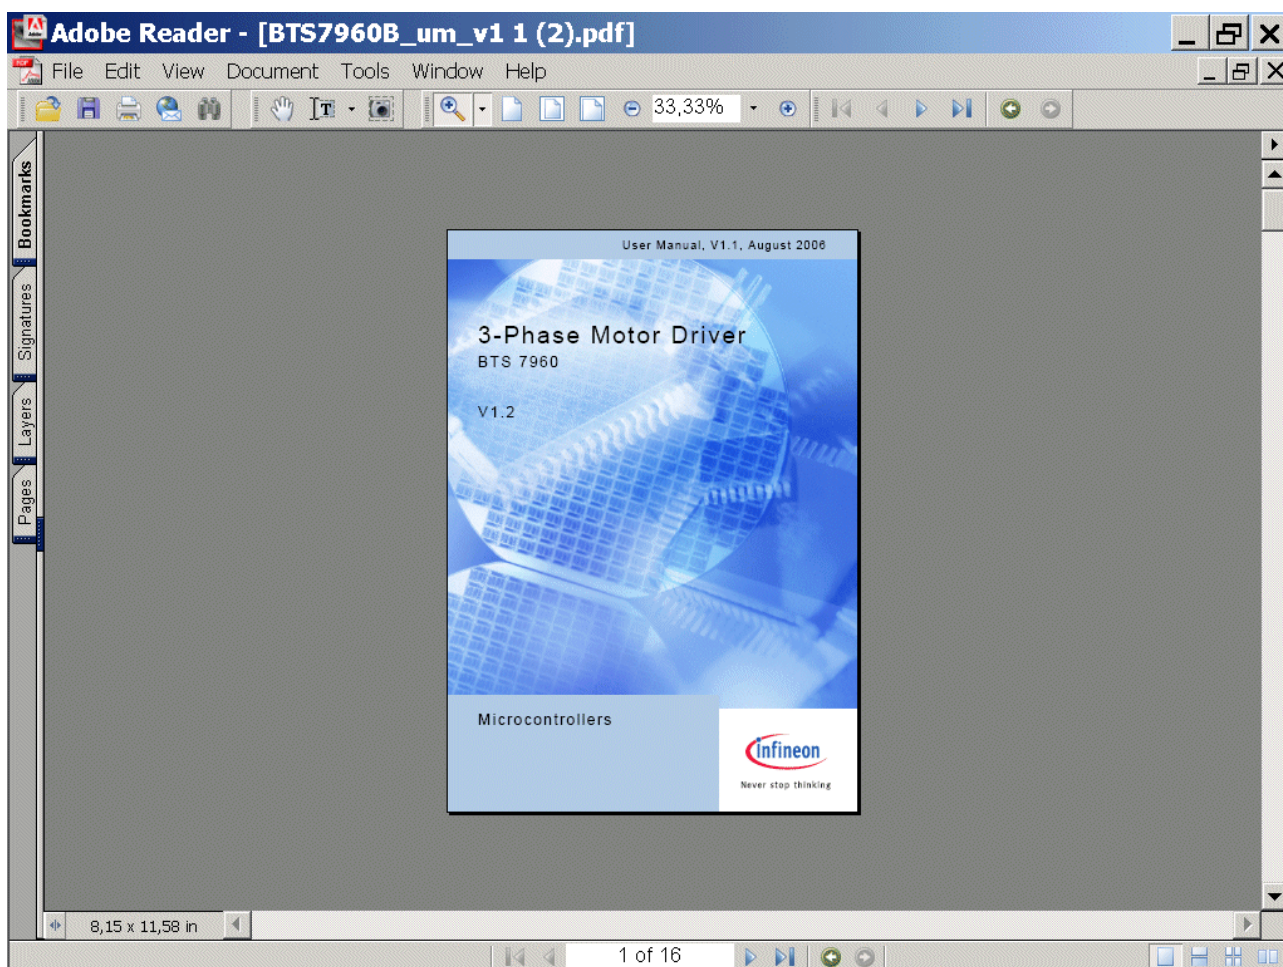 Adobe Reader - [BTS7960B_um_v1 1 (2).pdf]
File Edit View Document Tools Window Help
33,33%
Bookmarks
Signatures
Layers
Pages
User Manual, V1.1, August 2006
3-Phase Motor Driver
BTS 7960
V1.2
Microcontrollers
infineon
Never stop thinking
8,15 x 11,58 in
1 of 16